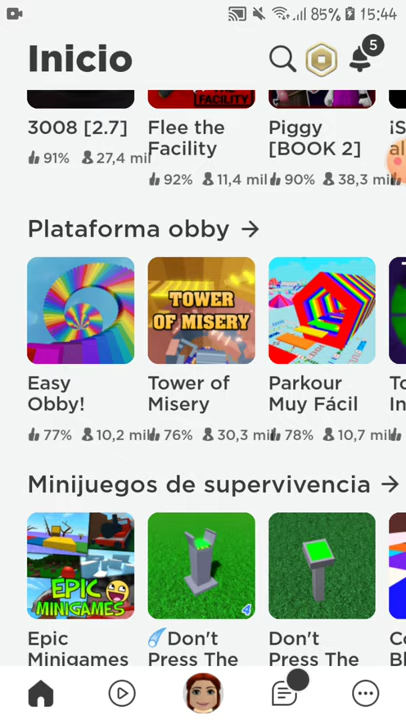 85% 15:44
Inicio
5
THE FACILITY
3008 [2.7]
Flee the
Facility
Piggy
[BOOK 2]
91% 27,4 mil
92% 11,4 mil
90% 38,3 mil
Plataforma obby →
TOWER
OF MISERY
Easy
Obby!
Tower of
Misery
Parkour
Muy Fácil
77% 10,2 mil
76% 30,3 mil
78% 10,7 mil
Minijuegos de supervivencia →
EPIC
MINIGAMES
4
Epic
Minigames
Don't
Press The
Don't
Press The